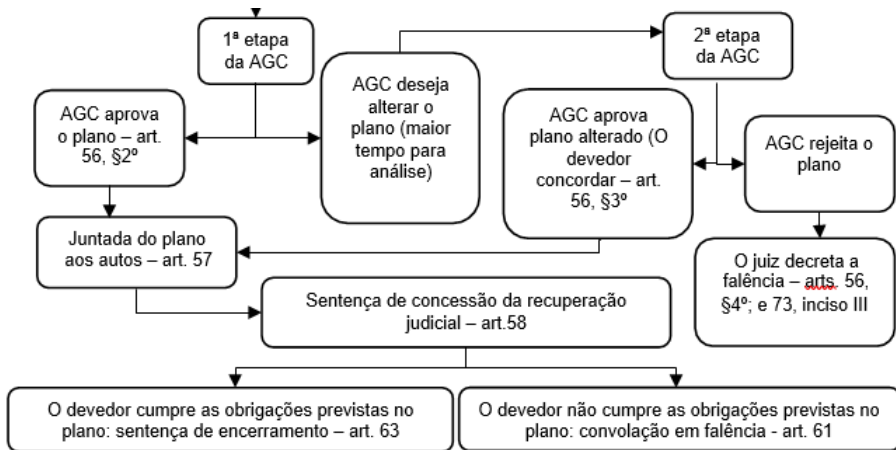 1ª etapa
da AGC
2ª etapa
da AGC
AGC deseja
alterar o
plano (maior
tempo para
análise)
AGC aprova
o plano – art.
56, §2º
AGC aprova
plano alterado (O
devedor
concordar – art.
56, §3º
AGC rejeita o
plano
Juntada do plano
aos autos – art. 57
O juiz decreta a
falência – arts. 56,
§4º; e 73, inciso III
Sentença de concessão da recuperação
judicial – art.58
O devedor cumpre as obrigações previstas no
plano: sentença de encerramento – art. 63
O devedor não cumpre as obrigações previstas no
plano: convolação em falência - art. 61